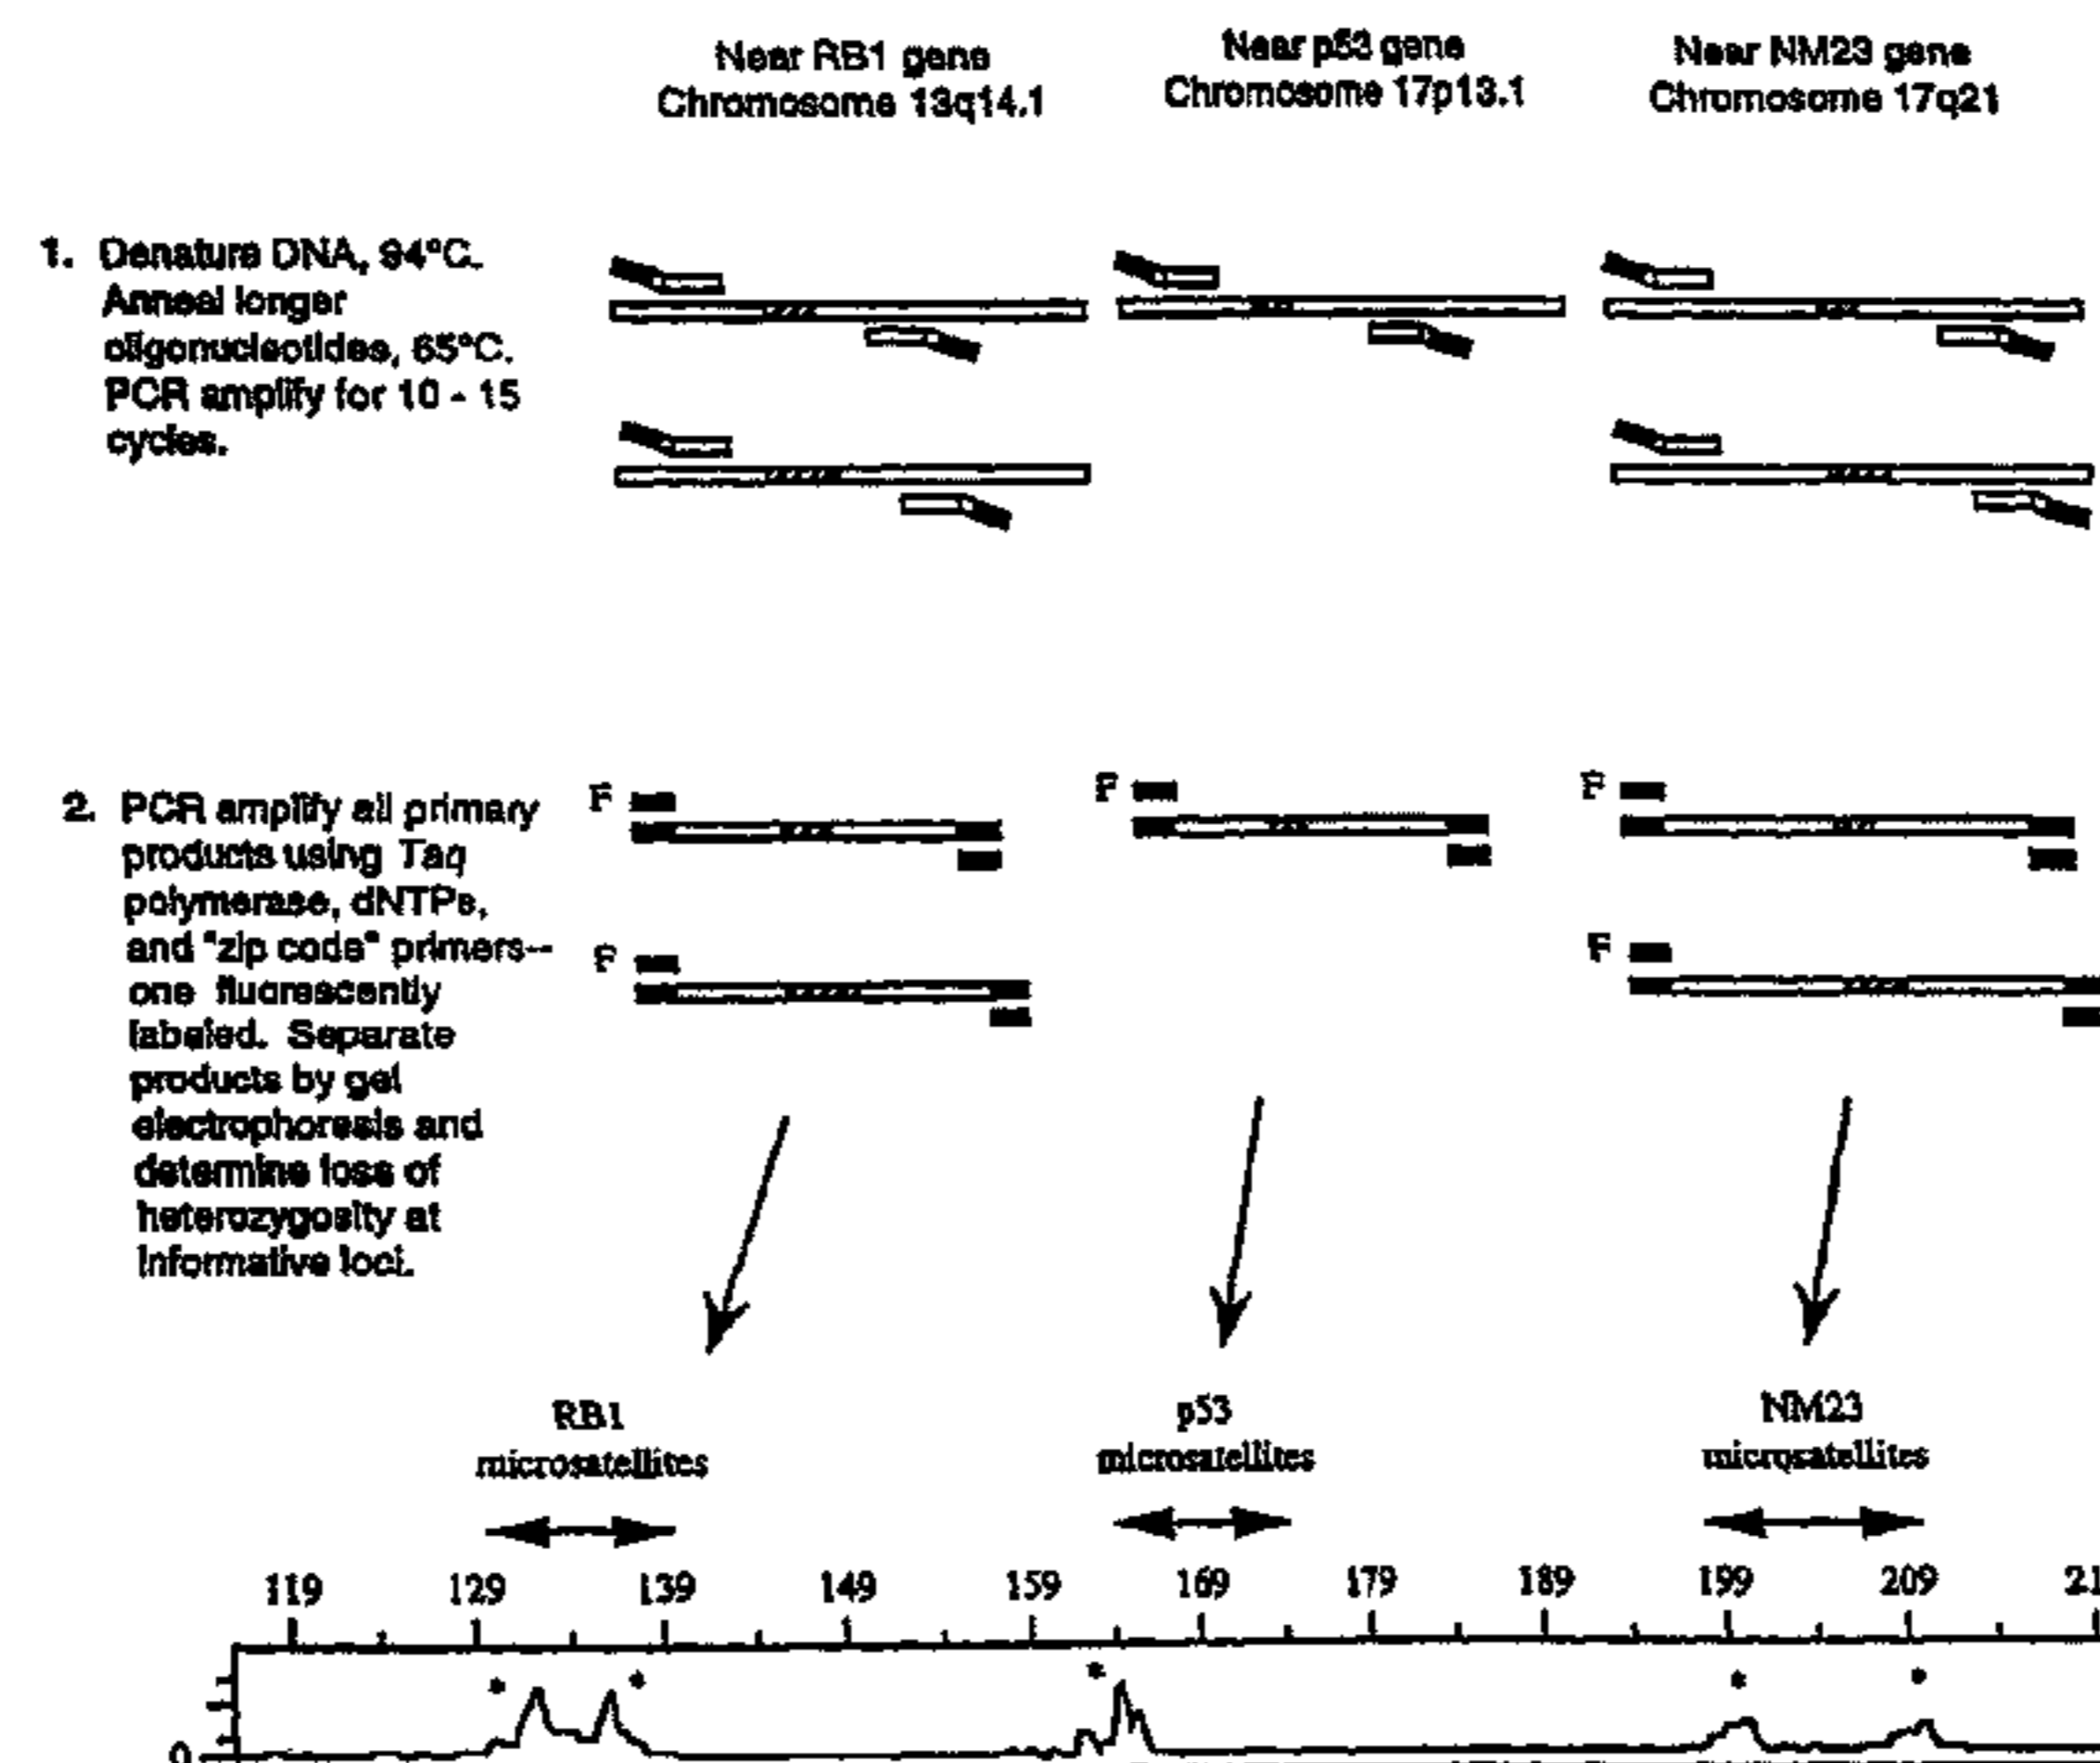 Near RB1 gene
Chromosome 13q14.1
Near p53 gene
Chromosome 17p13.1
Near NM23 gene
Chromosome 17q21
1. Denature DNA, 94°C.
Anneal longer
oligonucleotides, 65°C.
PCR amplify for 10 - 15
cycles.
2. PCR amplify all primary
products using Taq
polymerase, dNTPs,
and "zip code" primers--
one fluorescently
labeled. Separate
products by gel
electrophoresis and
determine loss of
heterozygosity at
informative loci.
F
F
F
F
F
RB1
microsatellites
p53
microsatellites
NM23
microsatellites
119 129 139 149 159 169 179 189 199 209 21
* * * * *
0